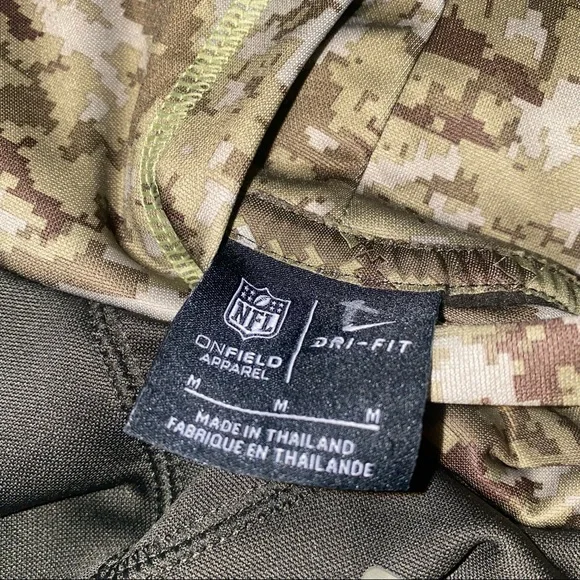 NFL
ONFIELD
APPAREL
DRI-FIT
M M M
MADE IN THAILAND
FABRIQUE EN THAILANDE